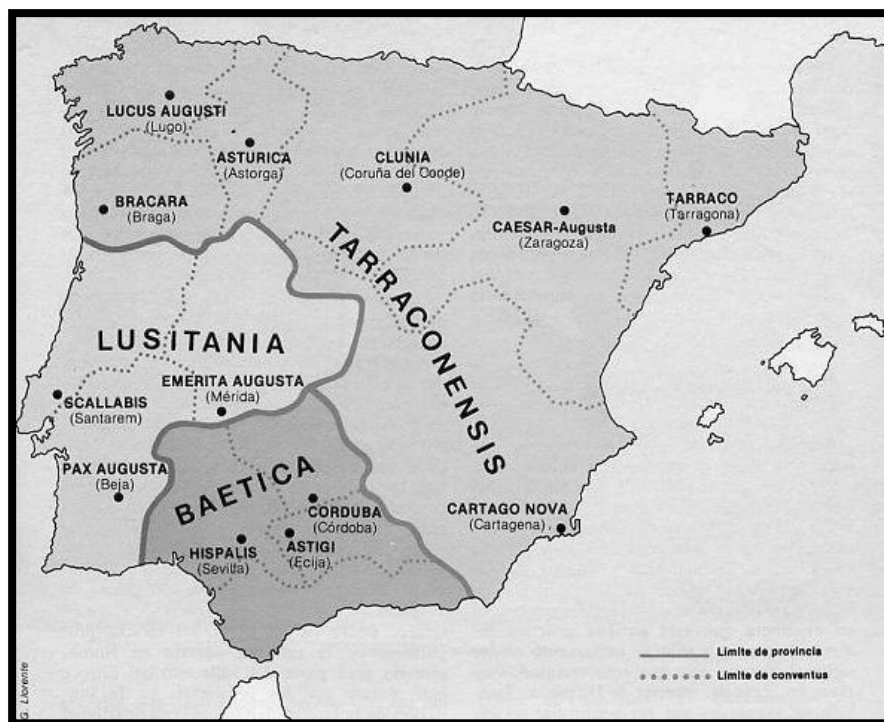 LUCUS AUGUSTI
(Lugo)
ASTURICA
(Astorga)
CLUNIA
(Coruña del Conde)
BRACARA
(Braga)
TARRACO
(Tarragona)
CAESAR-Augusta
(Zaragoza)
TARRACONENSIS
LUSITANIA
EMERITA AUGUSTA
(Mérida)
SCALLABIS
(Santarem)
PAX AUGUSTA
(Beja)
BAETICA
CORDUBA
(Córdoba)
HISPALIS
(Sevilla)
ASTIGI
(Ecija)
CARTAGO NOVA
(Cartagena)
Limite de provincia
Limite de conventus
G. Llorente